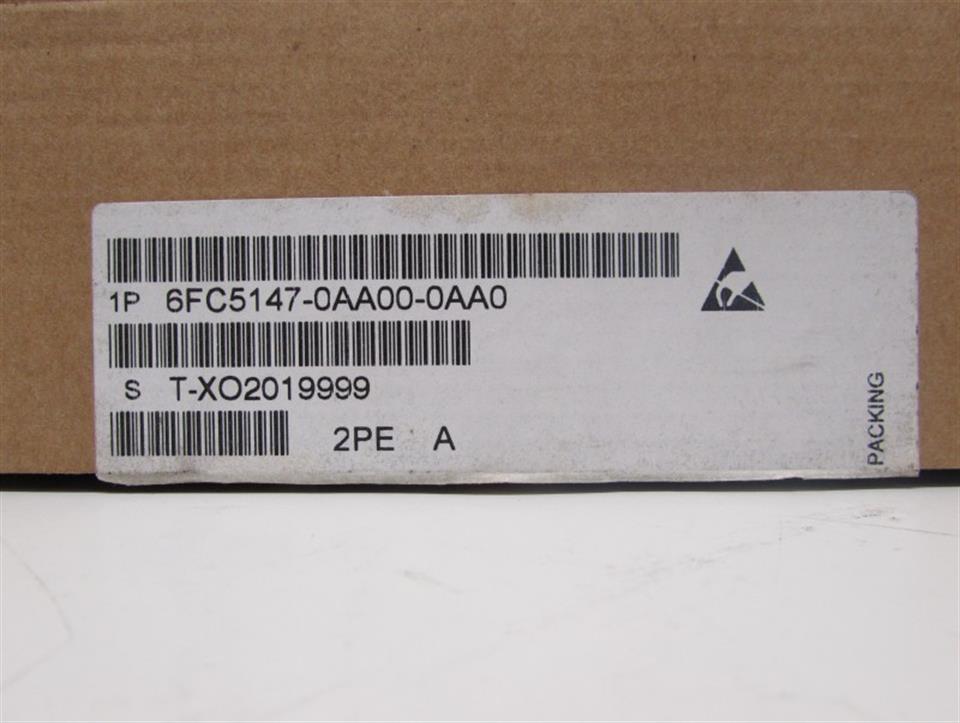 1P 6FC5147-0AA00-0AA0
S T-XO2019999
2PE A
PACKING